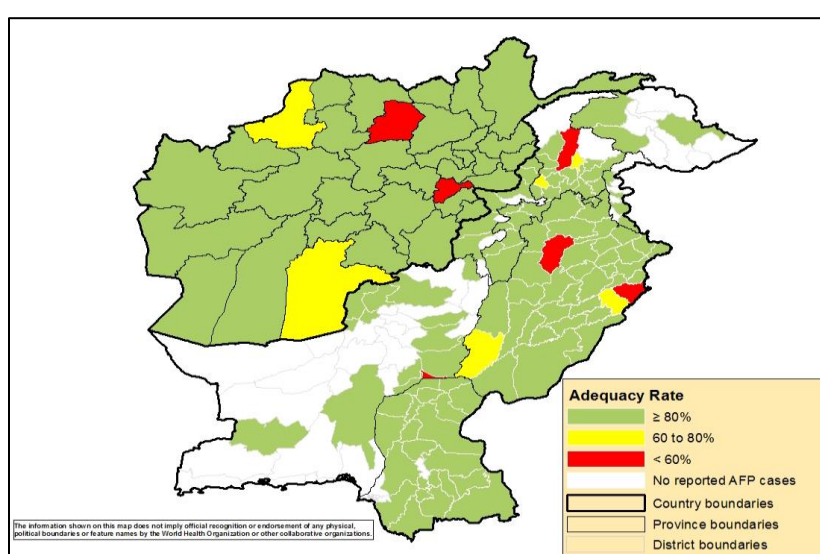 Adequacy Rate
≥ 80%
60 to 80%
< 60%
No reported AFP cases
Country boundaries
Province boundaries
District boundaries
The information shown on this map does not imply official recognition or endorsement of any physical,
political boundaries or feature names by the World Health Organization or other collaborative organizations.